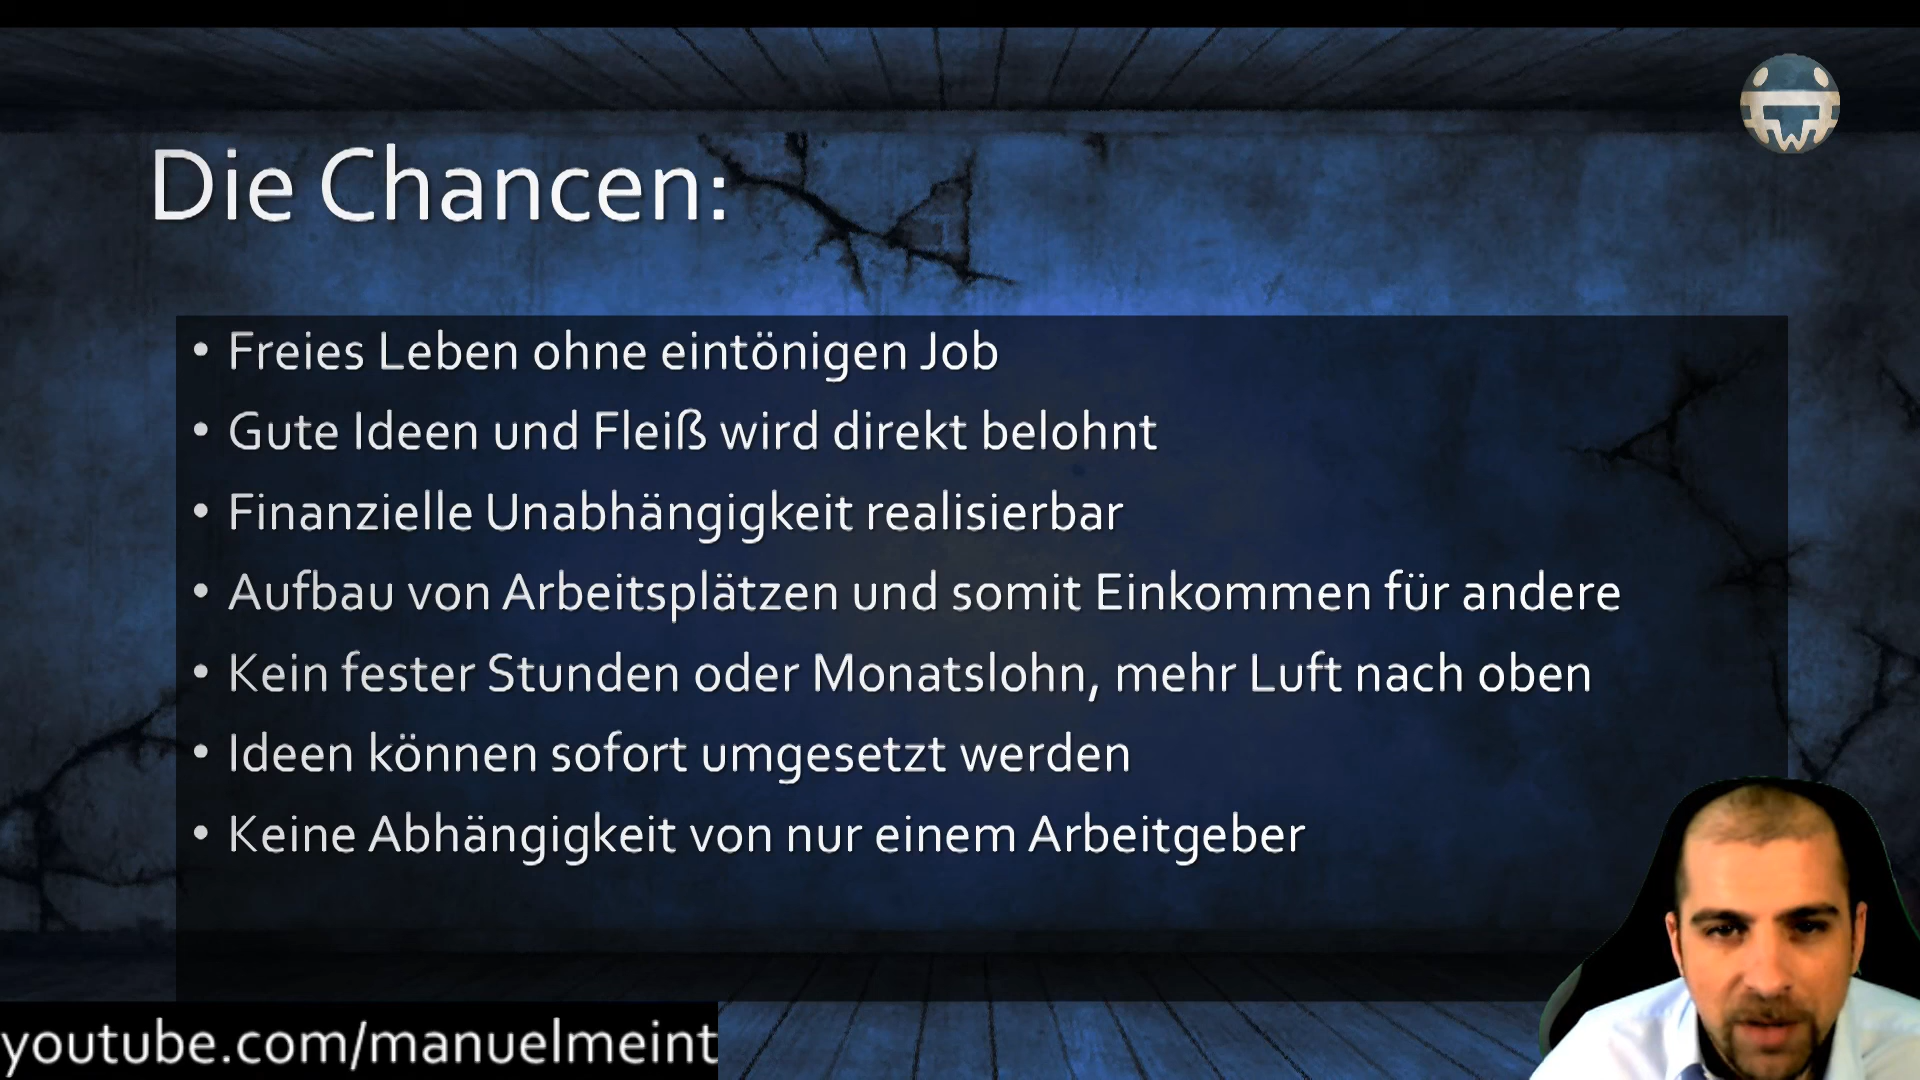 Die Chancen:
• Freies Leben ohne eintönigen Job
• Gute Ideen und Fleiß wird direkt belohnt
• Finanzielle Unabhängigkeit realisierbar
• Aufbau von Arbeitsplätzen und somit Einkommen für andere
• Kein fester Stunden oder Monatslohn, mehr Luft nach oben
• Ideen können sofort umgesetzt werden
• Keine Abhängigkeit von nur einem Arbeitgeber
youtube.com/manuelmeint